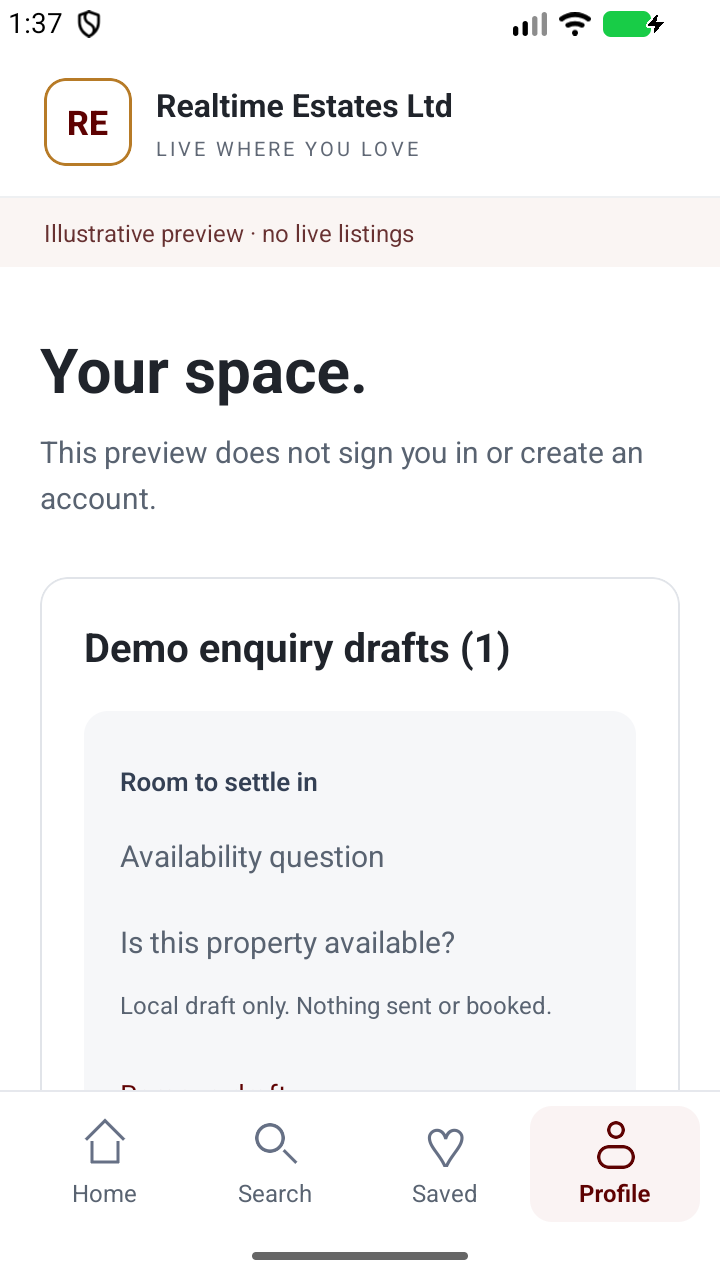 1:37
RE
Realtime Estates Ltd
LIVE WHERE YOU LOVE
Illustrative preview · no live listings
Your space.
This preview does not sign you in or create an
account.
Demo enquiry drafts (1)
Room to settle in
Availability question
Is this property available?
Local draft only. Nothing sent or booked.
Home
Search
Saved
Profile